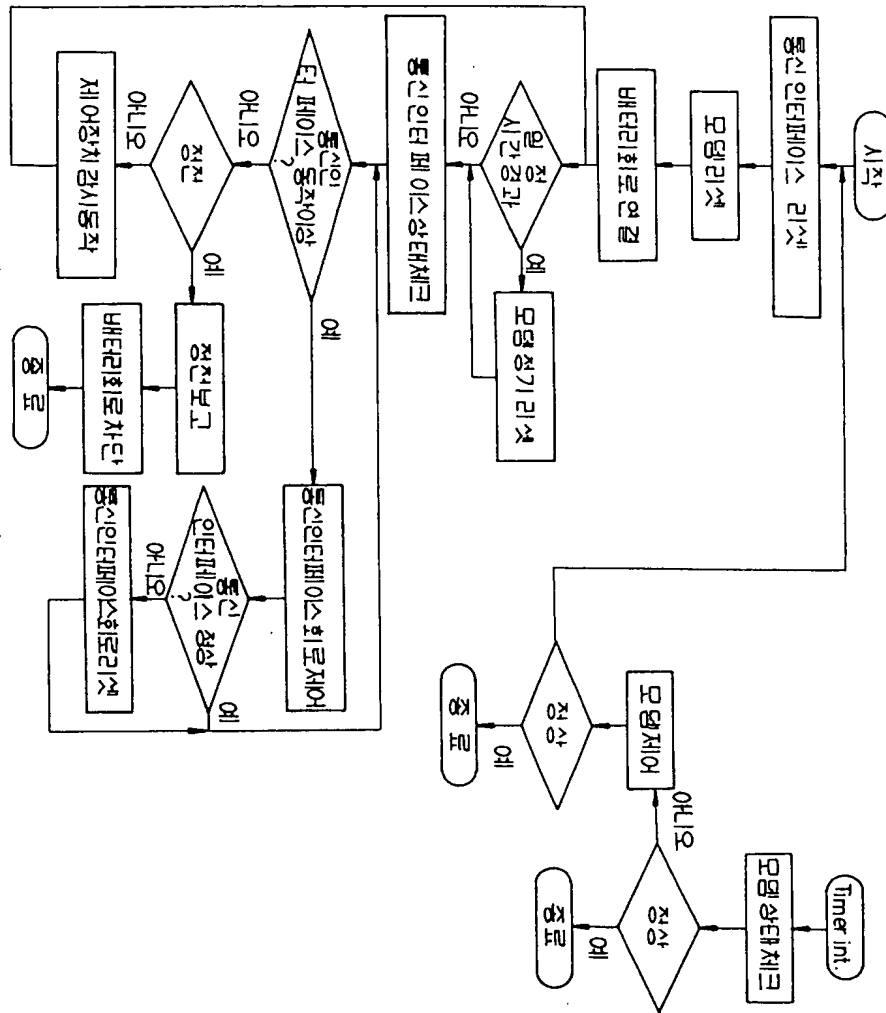 시작
통신 인터페이스 리셋
모뎀리셋
배터리회로연결
일정
시간경과
아니오
예
모뎀정기리셋
통신 인터 페이스상태체크
통신인
터 페이스 동작이상
?
아니오
예
정전
아니오
예
제어장치감시동작
정전보고
배터리회로차단
종료
통신인터페이스회로제어
통신
인터페이스 정상
?
아니오
예
통신인터페이스회로리셋
Timer int.
모뎀상태체크
정상
아니오
예
종료
모뎀제어
정상
예
종료